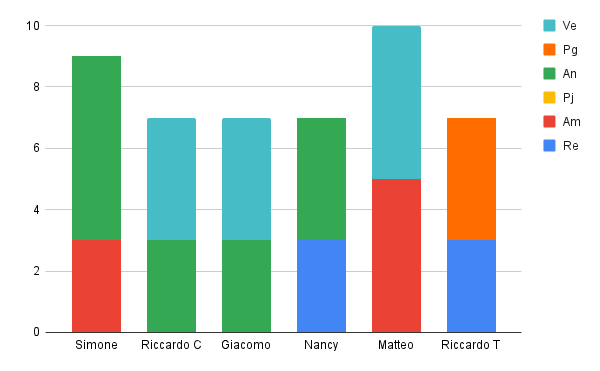 10
8
6
4
2
0
Simone Riccardo C Giacomo Nancy Matteo Riccardo T
Ve
Pg
An
Pj
Am
Re